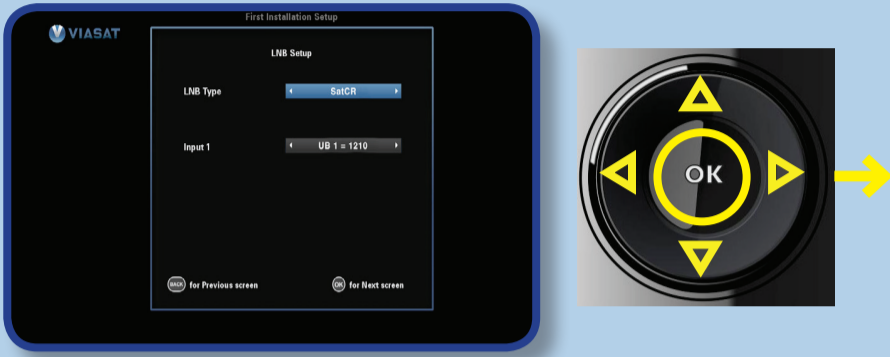 First Installation Setup
VIASAT
LNB Setup
LNB Type
SatCR
Input 1
UB 1 = 1210
BACK for Previous screen
OK for Next screen
OK